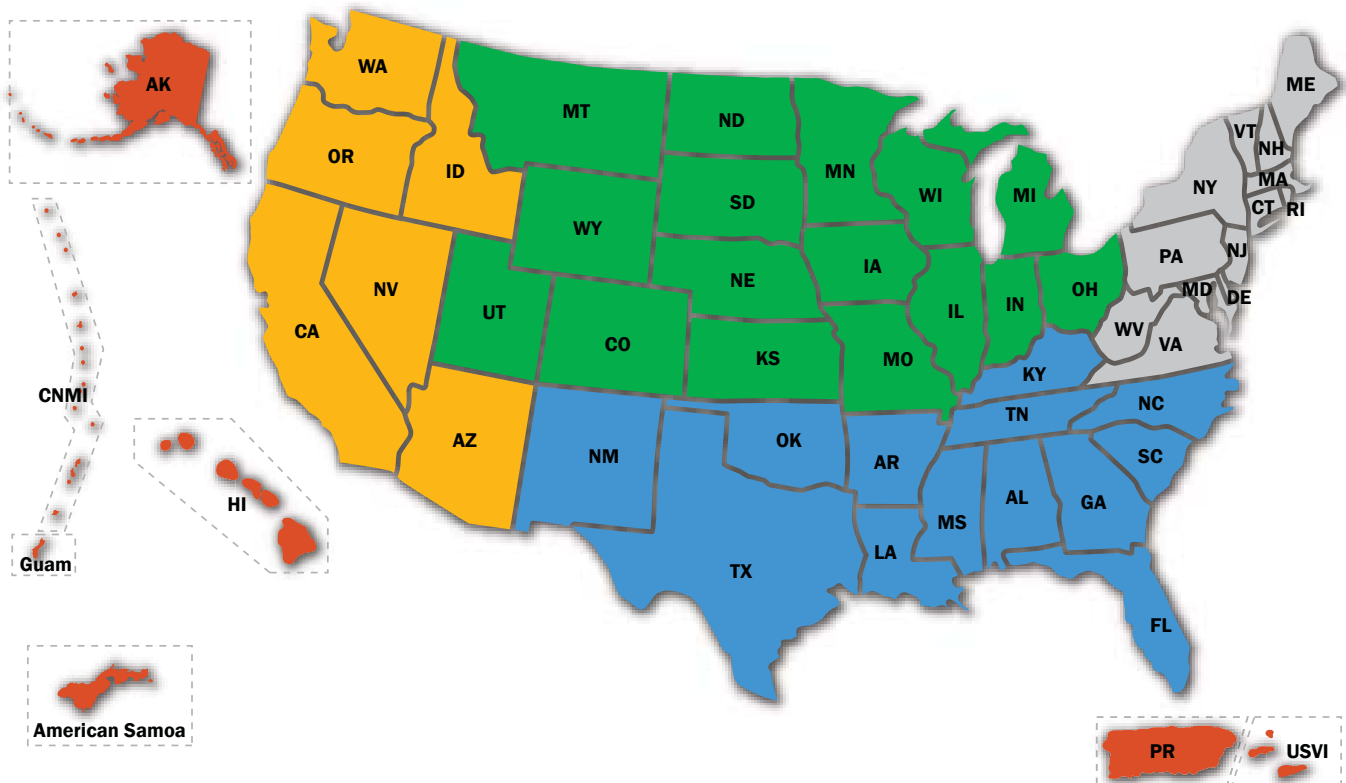 AK
WA
MT
ND
MN
ME
VT
NH
OR
ID
SD
WI
MI
NY
MA
CT
RI
WY
IA
PA
NJ
NV
NE
OH
MD
DE
CA
UT
CO
KS
MO
IL
IN
WV
VA
CNMI
KY
NC
TN
AZ
NM
OK
AR
SC
HI
AL
GA
MS
LA
Guam
TX
FL
American Samoa
PR
USVI